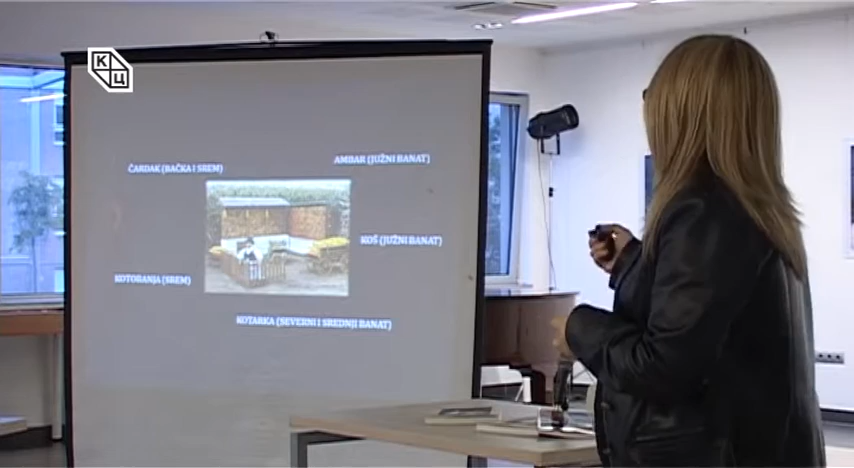 КЦ
ČARDAK (BAČKA I SREM)
AMBAR (JUŽNI BANAT)
KOŠ (JUŽNI BANAT)
KOTOBANJA (SREM)
KOTARKA (SEVERNI I SREDNJI BANAT)